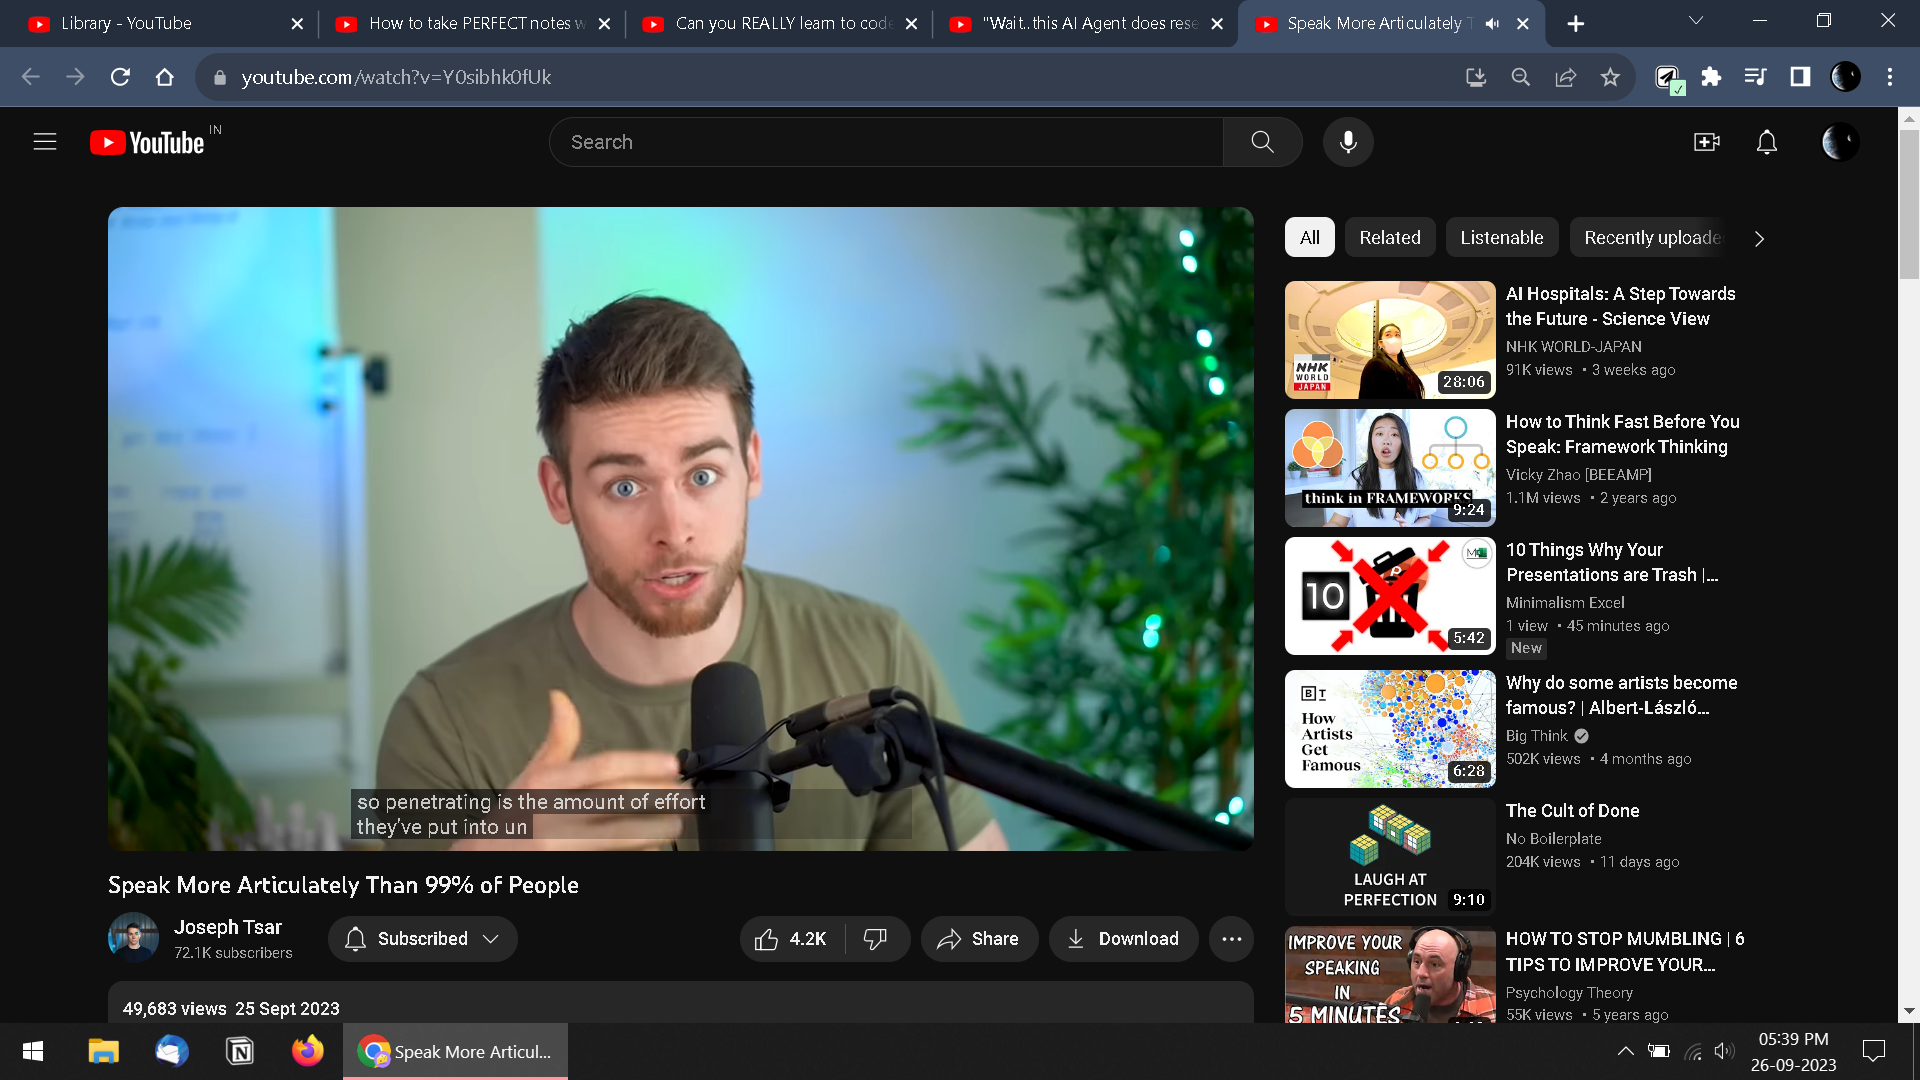 Library - YouTube
How to take PERFECT notes w
Can you REALLY learn to code
"Wait..this AI Agent does rese
Speak More Articulately T
youtube.com/watch?v=Y0sibhk0fUk
YouTube IN
Search
All
Related
Listenable
Recently uploade
NHK
WORLD
JAPAN
28:06
AI Hospitals: A Step Towards
the Future - Science View
NHK WORLD-JAPAN
91K views • 3 weeks ago
think in FRAMEWORKS
9:24
How to Think Fast Before You
Speak: Framework Thinking
Vicky Zhao [BEEAMP]
1.1M views • 2 years ago
10
5:42
10 Things Why Your
Presentations are Trash |...
Minimalism Excel
1 view • 45 minutes ago
New
B T
How
Artists
Get
Famous
6:28
Why do some artists become
famous? | Albert-László...
Big Think
502K views • 4 months ago
LAUGH AT
PERFECTION
9:10
The Cult of Done
No Boilerplate
204K views • 11 days ago
IMPROVE YOUR
SPEAKING
IN
5 MINUTES
HOW TO STOP MUMBLING | 6
TIPS TO IMPROVE YOUR...
Psychology Theory
55K views • 5 years ago
so penetrating is the amount of effort
they've put into un
Speak More Articulately Than 99% of People
Joseph Tsar
72.1K subscribers
Subscribed
4.2K
Share
Download
49,683 views 25 Sept 2023
Speak More Articul...
05:39 PM
26-09-2023